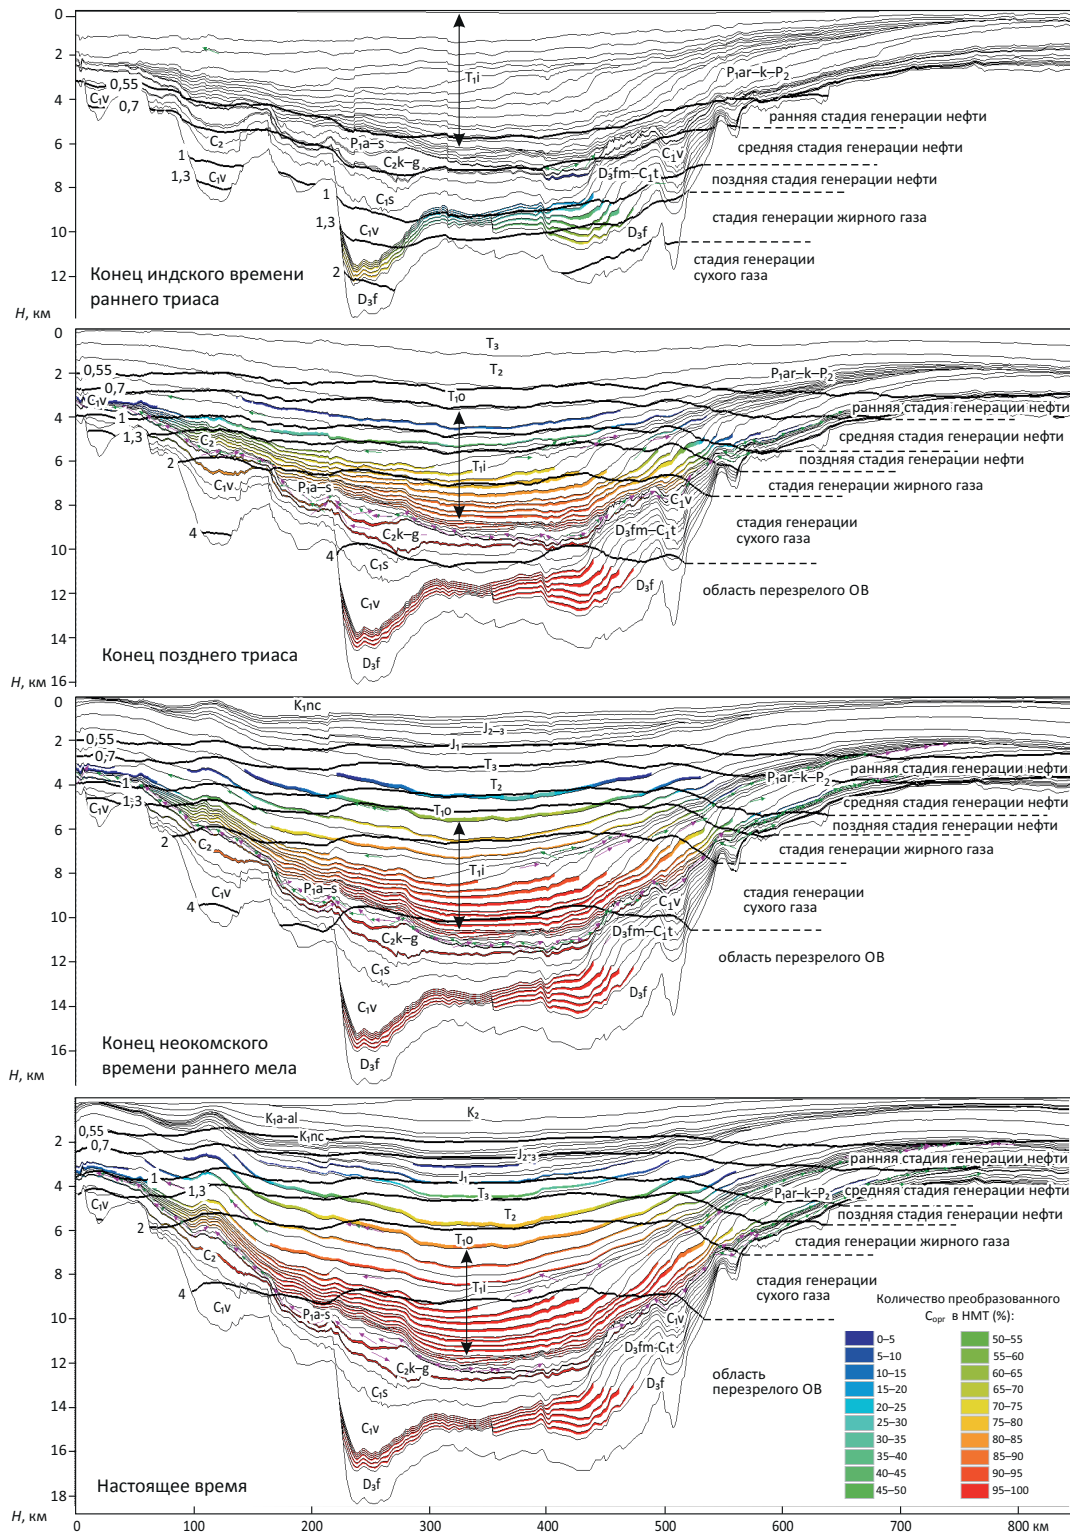 0
2
4
6
8
10
12
H, км
0,55
C₁v
0,7
C₂
1
1,3
C₁v
P₁a–s
C₂k–g
C₁s
1
1,3
C₁v
2
D₃f
T₁i
P₁ar–k–P₂
C₁v
D₃fm–C₁t
D₃f
ранняя стадия генерации нефти
средняя стадия генерации нефти
поздняя стадия генерации нефти
стадия генерации жирного газа
стадия генерации
сухого газа
Конец индского времени
раннего триаса
0
2
4
6
8
10
12
14
16
H, км
T₃
T₂
T₁o
T₁i
0,55
0,7
C₁v
1
1,3
C₂
2
C₁v
P₁a–s
4
C₂k–g
4
C₁s
C₁v
D₃f
P₁ar–k–P₂
C₁v
D₃fm–C₁t
D₃f
ранняя стадия генерации нефти
средняя стадия генерации нефти
поздняя стадия генерации нефти
стадия генерации жирного газа
стадия генерации
сухого газа
область перезрелого ОВ
Конец позднего триаса
0
2
4
6
8
10
12
14
16
H, км
K₁nc
J₂₋₃
J₁
T₃
T₂
T₁o
T₁i
0,55
0,7
1
1,3
C₁v
2
C₂
C₁v
P₁a–s
4
C₂k–g
C₁s
C₁v
D₃f
P₁ar–k–P₂
C₁v
D₃fm–C₁t
D₃f
ранняя стадия генерации нефти
средняя стадия генерации нефти
поздняя стадия генерации нефти
стадия генерации жирного газа
стадия генерации
сухого газа
область перезрелого ОВ
Конец неокомского
времени раннего мела
2
4
6
8
10
12
14
16
18
H, км
K₂
K₁a-al
K₁nc
J₂₋₃
J₁
T₃
T₂
T₁o
T₁i
0,55
0,7
1
1,3
C₁v
2
C₂
4
C₁v
P₁a-s
C₂k–g
C₁s
C₁v
D₃f
P₁ar–k–P₂
C₁v
D₃fm-C₁t
D₃f
ранняя стадия генерации нефти
средняя стадия генерации нефти
поздняя стадия генерации нефти
стадия генерации жирного газа
стадия генерации
сухого газа
область
перезрелого ОВ
Настоящее время
Количество преобразованного
Cорг в НМТ (%):
0–5
5–10
10–15
15–20
20–25
25–30
30–35
35–40
40–45
45–50
50–55
55–60
60–65
65–70
70–75
75–80
80–85
85–90
90–95
95–100
0 100 200 300 400 500 600 700 800 км